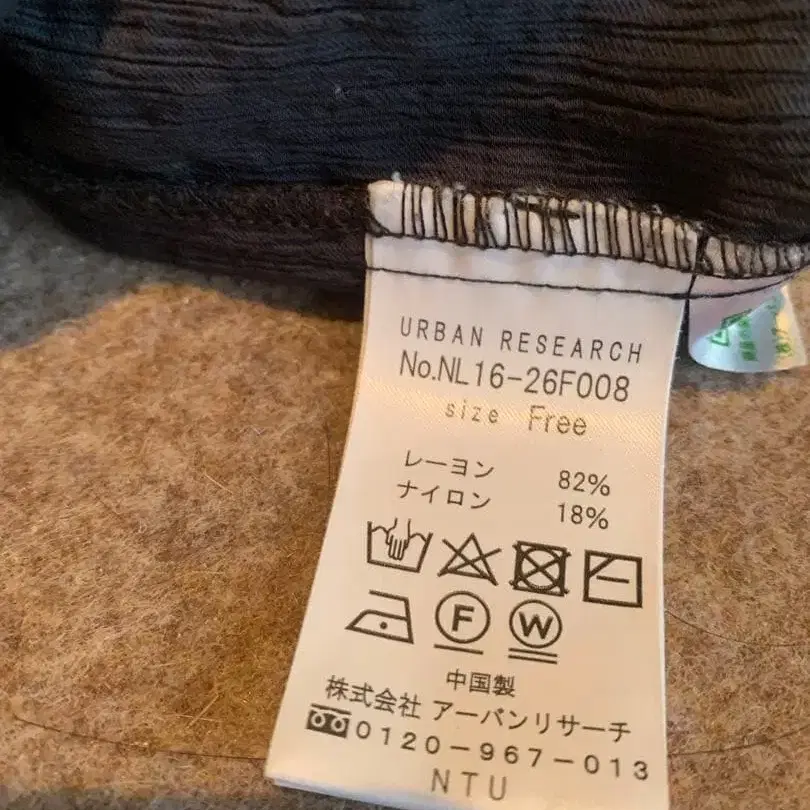 URBAN RESEARCH
No.NL16-26F008
size Free
レーヨン 82%
ナイロン 18%
F W
中国製
株式会社 アーバンリサーチ
0120-967-013
NTU